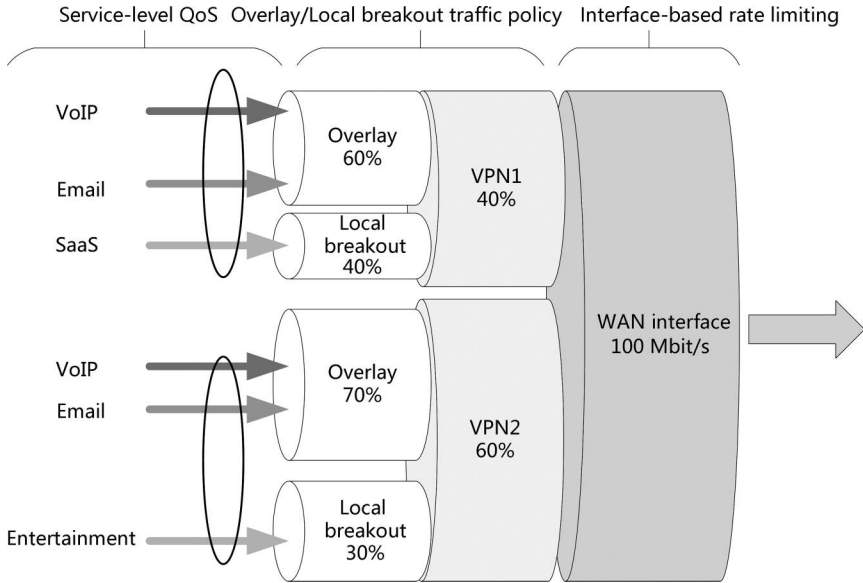 Service-level QoS
Overlay/Local breakout traffic policy
Interface-based rate limiting
VoIP
Email
SaaS
Overlay
60%
Local
breakout
40%
VPN1
40%
VoIP
Email
Entertainment
Overlay
70%
Local
breakout
30%
VPN2
60%
WAN interface
100 Mbit/s